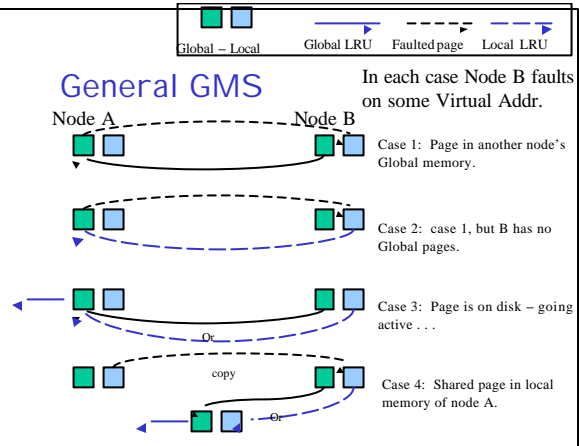 Global – Local
Global LRU
Faulted page
Local LRU
General GMS
In each case Node B faults
on some Virtual Addr.
Node A
Node B
Case 1: Page in another node's
Global memory.
Case 2: case 1, but B has no
Global pages.
Case 3: Page is on disk – going
active . . .
Or
copy
Case 4: Shared page in local
memory of node A.
Or